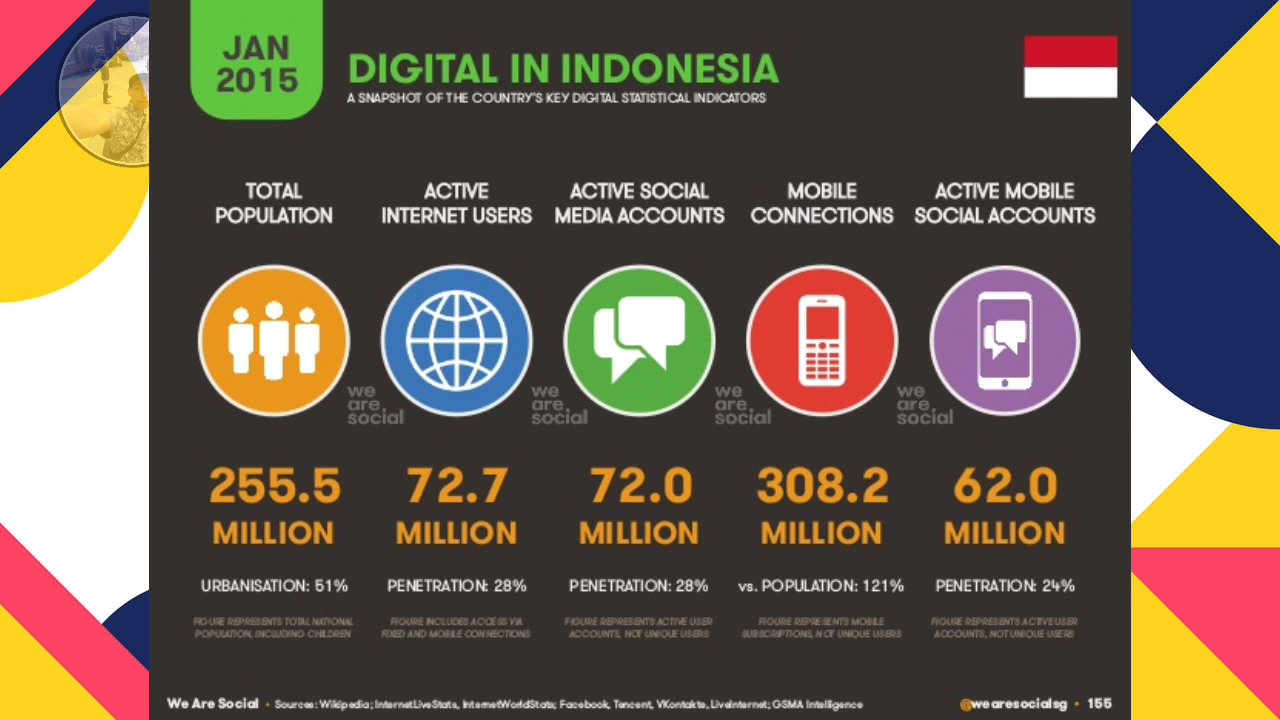 JAN
2015
DIGITAL IN INDONESIA
A SNAPSHOT OF THE COUNTRY'S KEY DIGITAL STATISTICAL INDICATORS
TOTAL
POPULATION
ACTIVE
INTERNET USERS
ACTIVE SOCIAL
MEDIA ACCOUNTS
MOBILE
CONNECTIONS
ACTIVE MOBILE
SOCIAL ACCOUNTS
we
are
social
we
are
social
we
are
social
we
are
social
255.5
MILLION
72.7
MILLION
72.0
MILLION
308.2
MILLION
62.0
MILLION
URBANISATION: 51%
PENETRATION: 28%
PENETRATION: 28%
vs. POPULATION: 121%
PENETRATION: 24%
FIGURE REPRESENTS TOTAL NATIONAL
POPULATION, INCLUDING CHILDREN
FIGURE INCLUDES ACCESS VIA
FIXED AND MOBILE CONNECTIONS
FIGURE REPRESENTS ACTIVE USER
ACCOUNTS, NOT UNIQUE USERS
FIGURE REPRESENTS MOBILE
SUBSCRIPTIONS, NOT UNIQUE USERS
FIGURE REPRESENTS ACTIVE USER
ACCOUNTS, NOT UNIQUE USERS
We Are Social • Sources: Wikipedia; InternetLiveStats, InternetWorldStats; Facebook, Tencent, VKontakte, LiveInternet; GSMA Intelligence
@wearesocialsg • 155